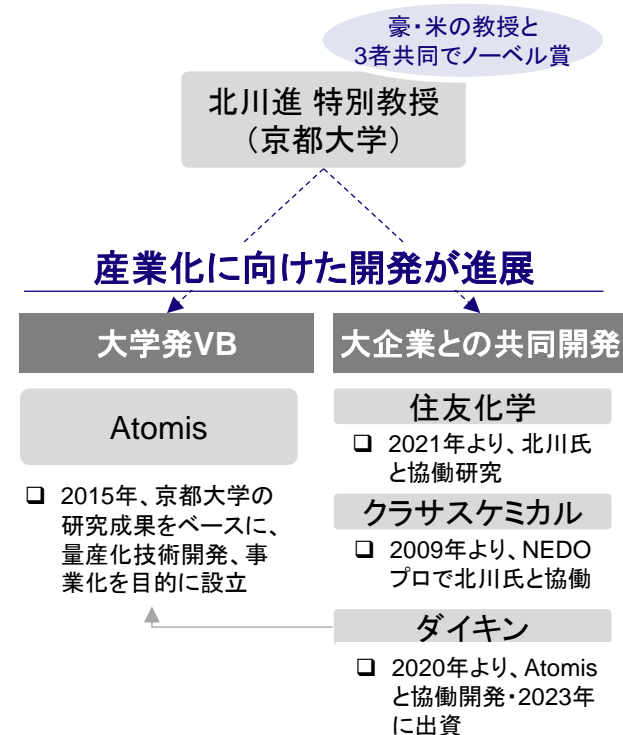 豪・米の教授と
3者共同でノーベル賞
北川進 特別教授
（京都大学）
産業化に向けた開発が進展
大学発VB
大企業との共同開発
Atomis
❑ 2015年、京都大学の
研究成果をベースに、
量産化技術開発、事
業化を目的に設立
住友化学
❑ 2021年より、北川氏
と協働研究
クラサスケミカル
❑ 2009年より、NEDO
プロで北川氏と協働
ダイキン
❑ 2020年より、Atomis
と協働開発・2023年
に出資